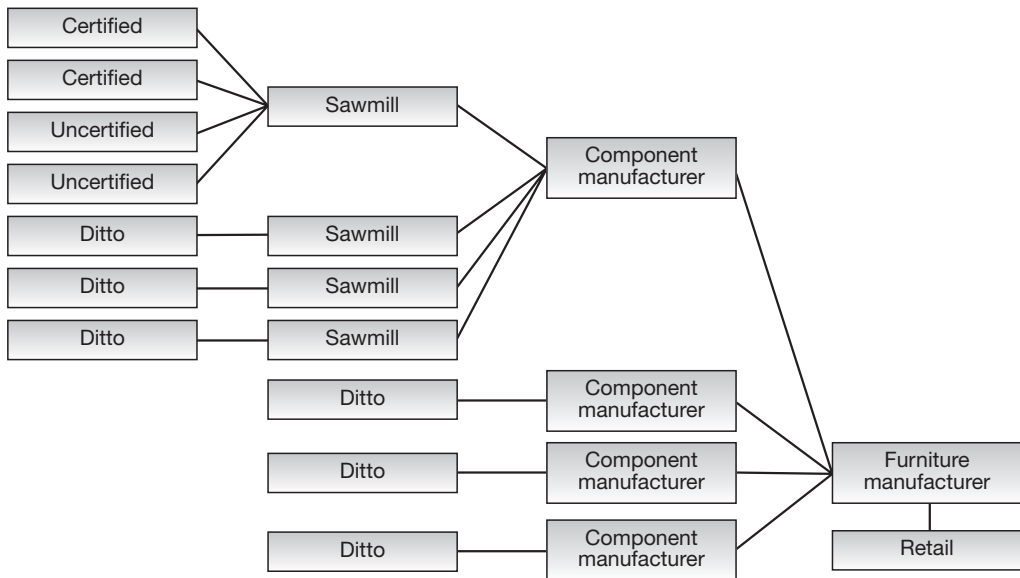 Certified
Certified
Uncertified
Uncertified
Ditto
Ditto
Ditto
Sawmill
Sawmill
Sawmill
Sawmill
Ditto
Ditto
Ditto
Component
manufacturer
Component
manufacturer
Component
manufacturer
Component
manufacturer
Furniture
manufacturer
Retail